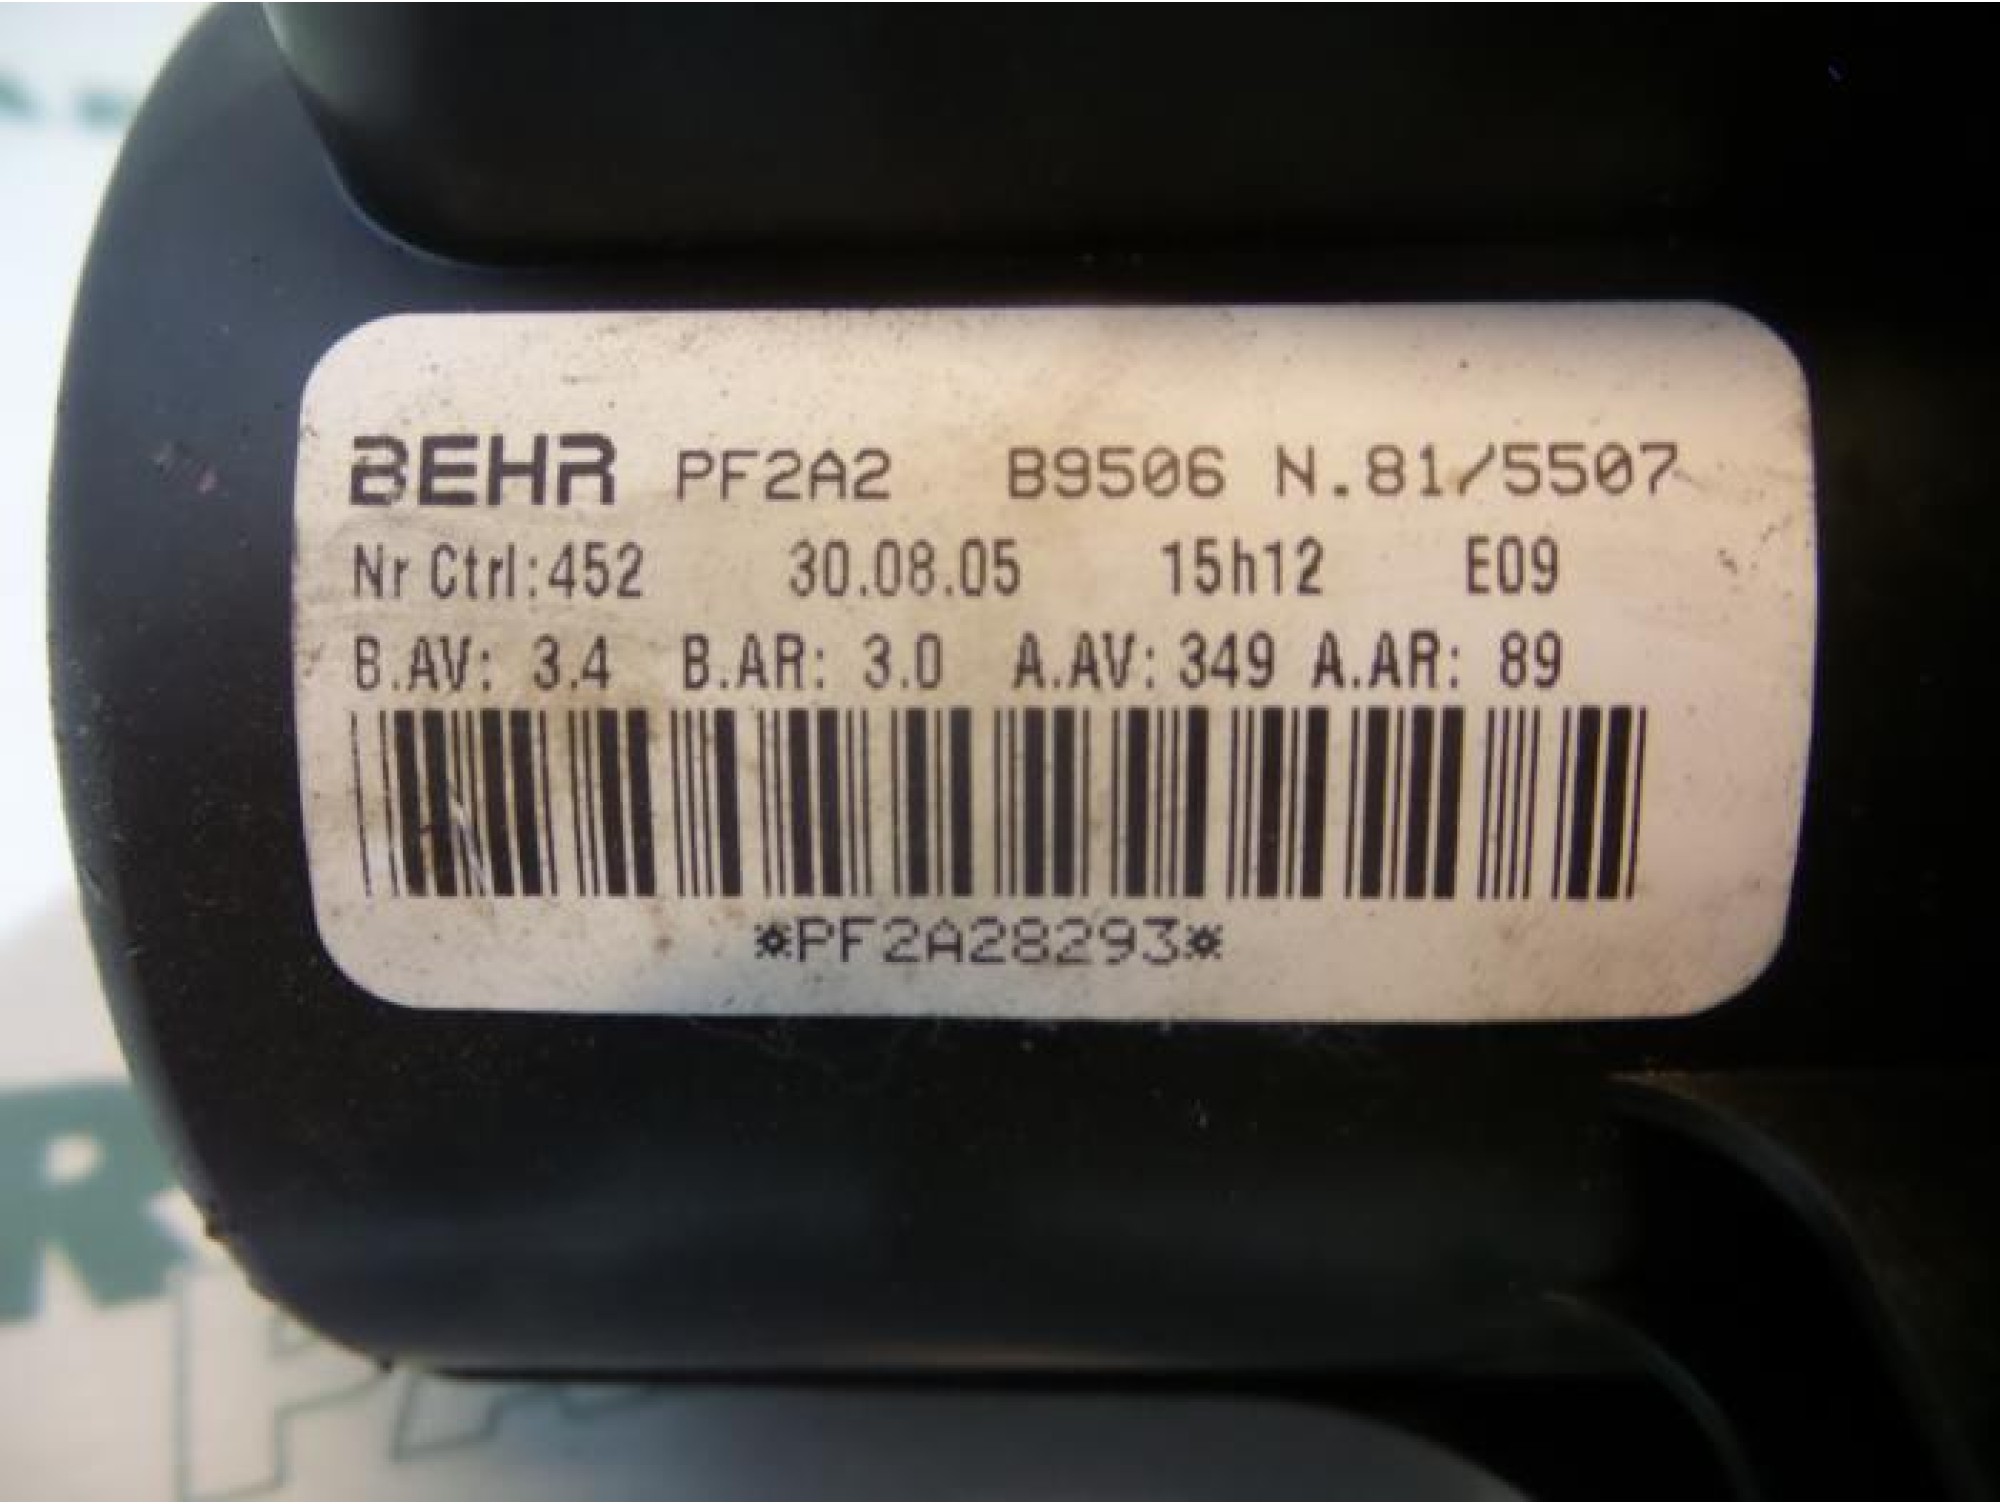 BEHR PF2A2 B9506 N.81/5507
Nr Ctrl:452 30.08.05 15h12 E09
B.AV: 3.4 B.AR: 3.0 A.AV: 349 A.AR: 89
*PF2A28293*